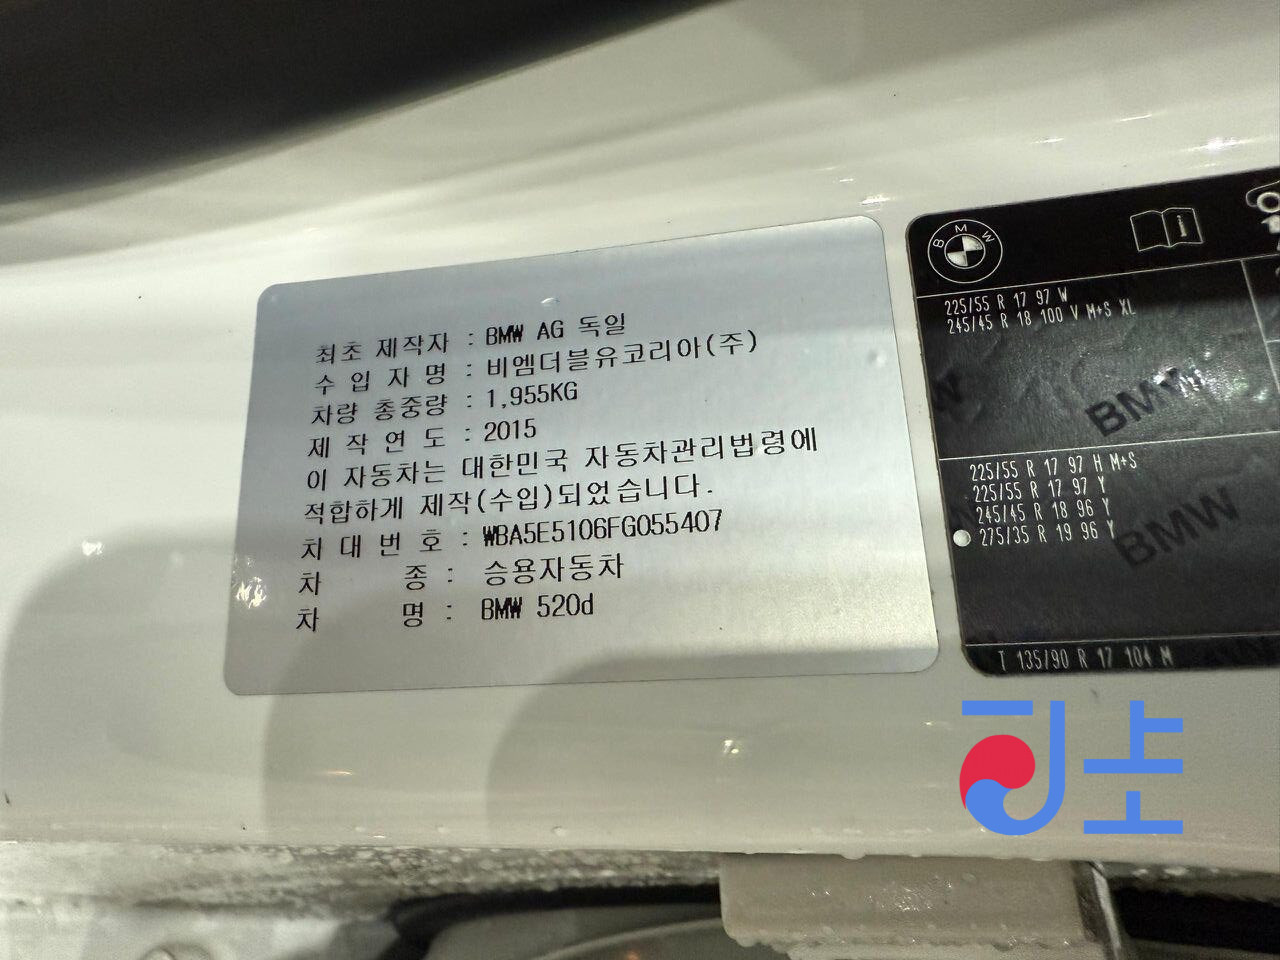 최초 제작자 : BMW AG 독일
수 입 자 명 : 비엠더블유코리아(주)
차량 총중량 : 1,955KG
제 작 연 도 : 2015
이 자동차는 대한민국 자동차관리법령에
적합하게 제작(수입)되었습니다.
차 대 번 호 : WBA5E5106FG055407
차 종 : 승용자동차
차 명 : BMW 520d
BMW
225/55 R 17 97 W
245/45 R 18 100 V M+S XL
BMW
225/55 R 17 97 H M+S
225/55 R 17 97 Y
245/45 R 18 96 Y
275/35 R 19 96 Y
BMW
T 135/90 R 17 104 M